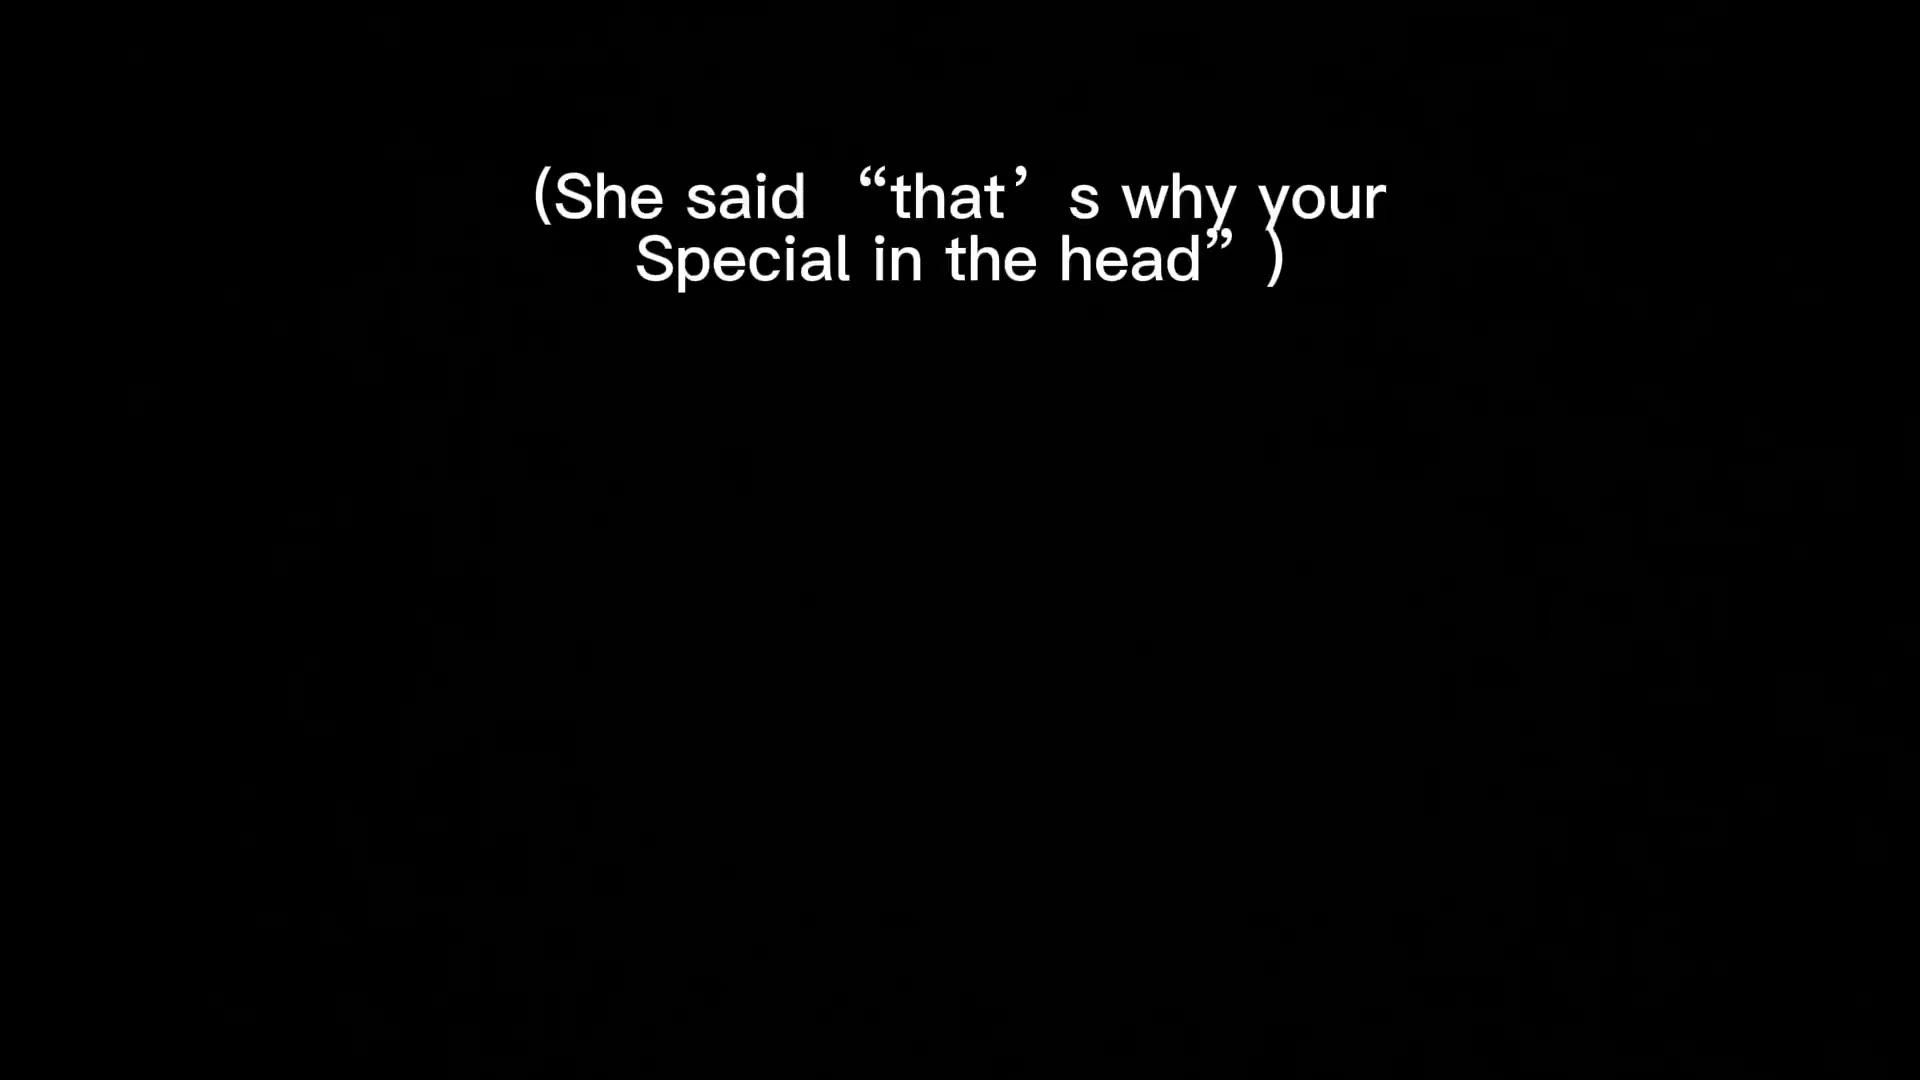 (She said “that’s why your
Special in the head”)